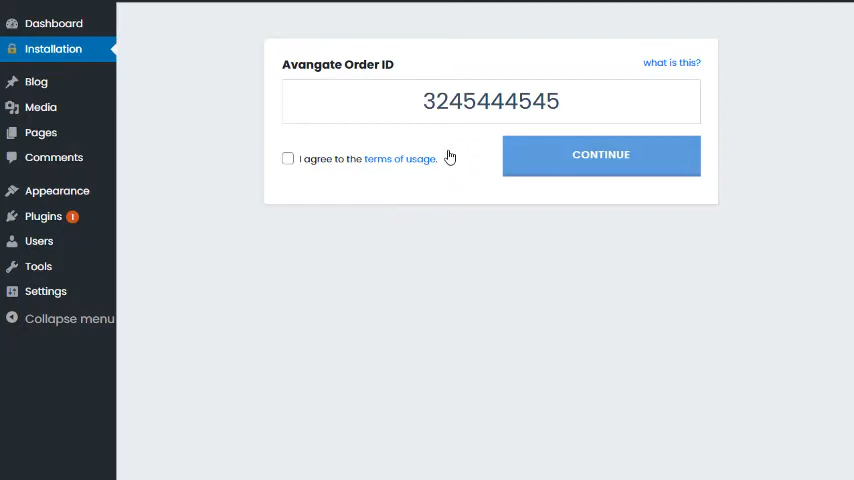 Dashboard
Installation
Blog
Media
Pages
Comments
Appearance
Plugins 1
Users
Tools
Settings
Collapse menu
Avangate Order ID
what is this?
3245444545
I agree to the terms of usage.
CONTINUE